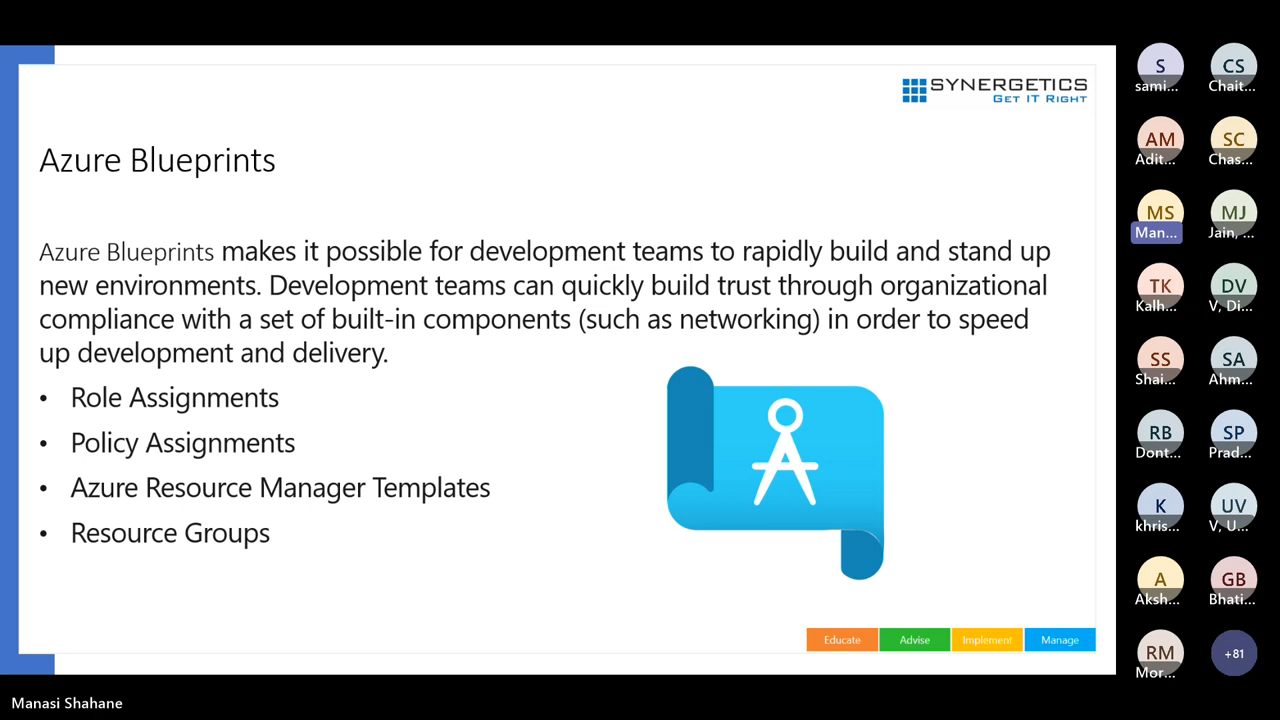 SYNERGETICS
GET IT RIGHT
Azure Blueprints
Azure Blueprints makes it possible for development teams to rapidly build and stand up
new environments. Development teams can quickly build trust through organizational
compliance with a set of built-in components (such as networking) in order to speed
up development and delivery.
• Role Assignments
• Policy Assignments
• Azure Resource Manager Templates
• Resource Groups
Educate
Advise
Implement
Manage
S
sami...
CS
Chait...
AM
Adit...
SC
Chas...
MS
Man...
MJ
Jain, ...
TK
Kalh...
DV
V, Di...
SS
Shai...
SA
Ahm...
RB
Dont...
SP
Prad...
K
khris...
UV
V, U...
A
Aksh...
GB
Bhati...
RM
Mor...
+81
Manasi Shahane